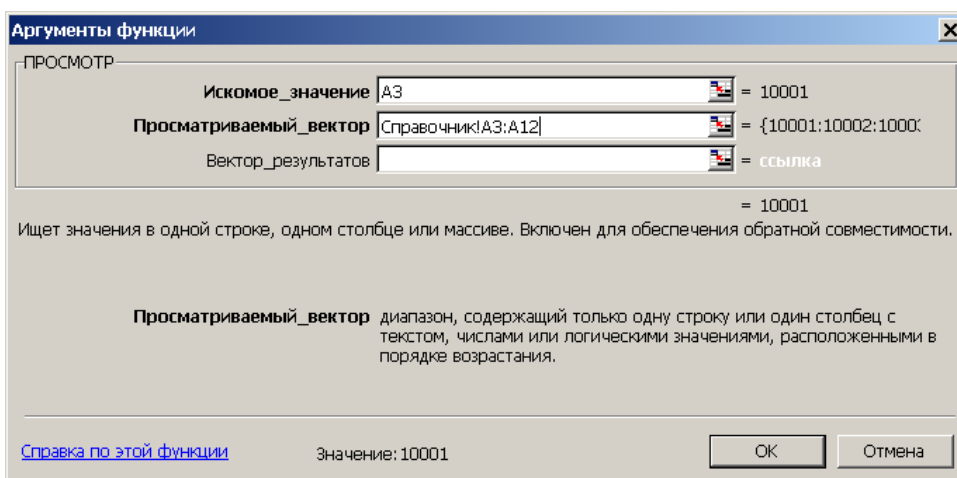 Аргументы функции
ПРОСМОТР
Искомое_значение A3 = 10001
Просматриваемый_вектор Справочник!A3:A12 = {10001:10002:1000
Вектор_результатов = ссылка
= 10001
Ищет значения в одной строке, одном столбце или массиве. Включен для обеспечения обратной совместимости.
Просматриваемый_вектор диапазон, содержащий только одну строку или один столбец с
текстом, числами или логическими значениями, расположенными в
порядке возрастания.
Справка по этой функции Значение:10001 ОК Отмена